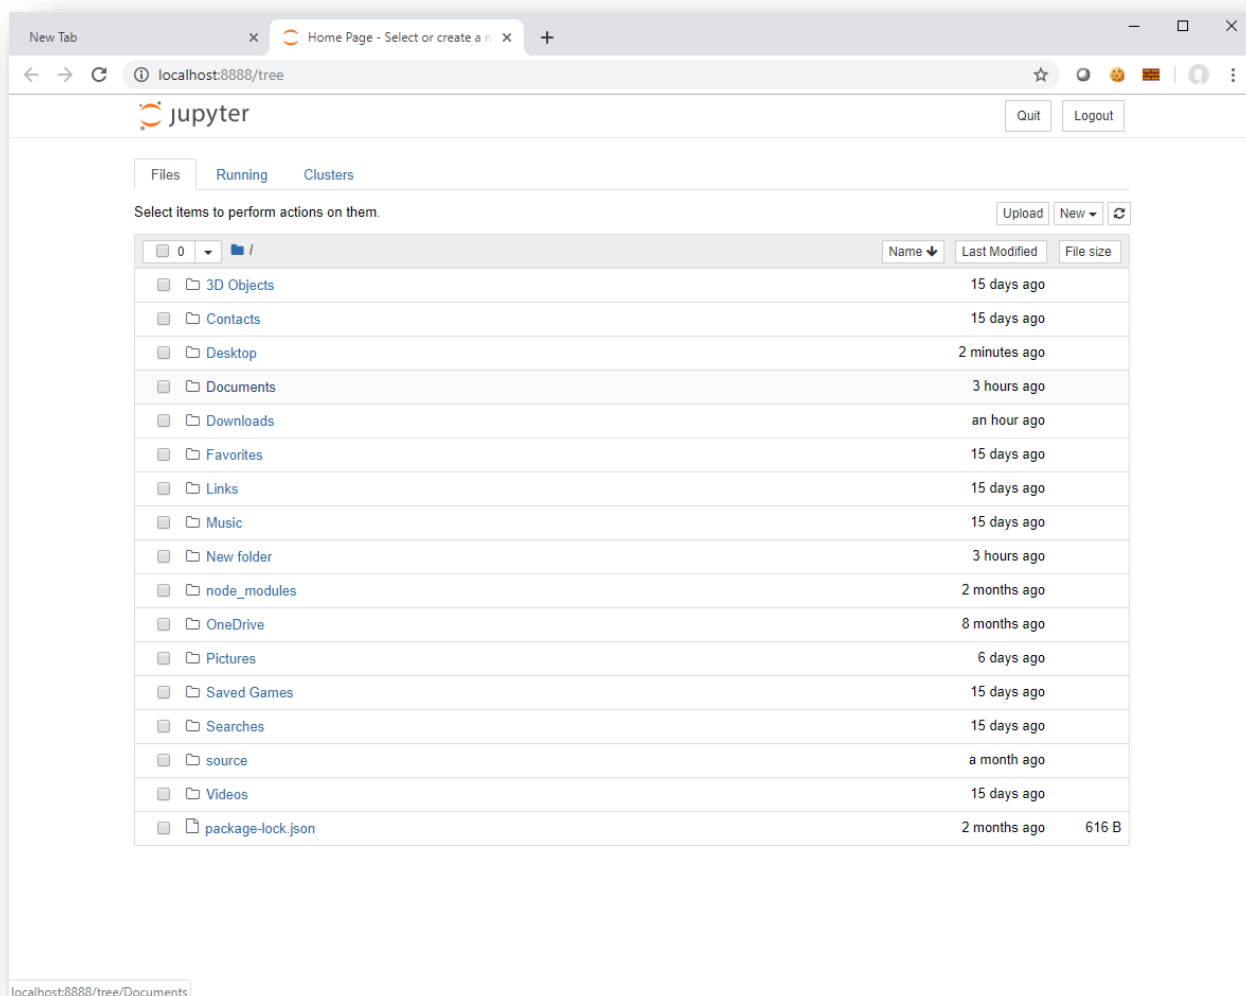 New Tab
Home Page - Select or create a n
localhost:8888/tree
jupyter
Quit Logout
Files Running Clusters
Select items to perform actions on them.
Upload New
0 / Name Last Modified File size
3D Objects 15 days ago
Contacts 15 days ago
Desktop 2 minutes ago
Documents 3 hours ago
Downloads an hour ago
Favorites 15 days ago
Links 15 days ago
Music 15 days ago
New folder 3 hours ago
node_modules 2 months ago
OneDrive 8 months ago
Pictures 6 days ago
Saved Games 15 days ago
Searches 15 days ago
source a month ago
Videos 15 days ago
package-lock.json 2 months ago 616 B
localhost:8888/tree/Documents